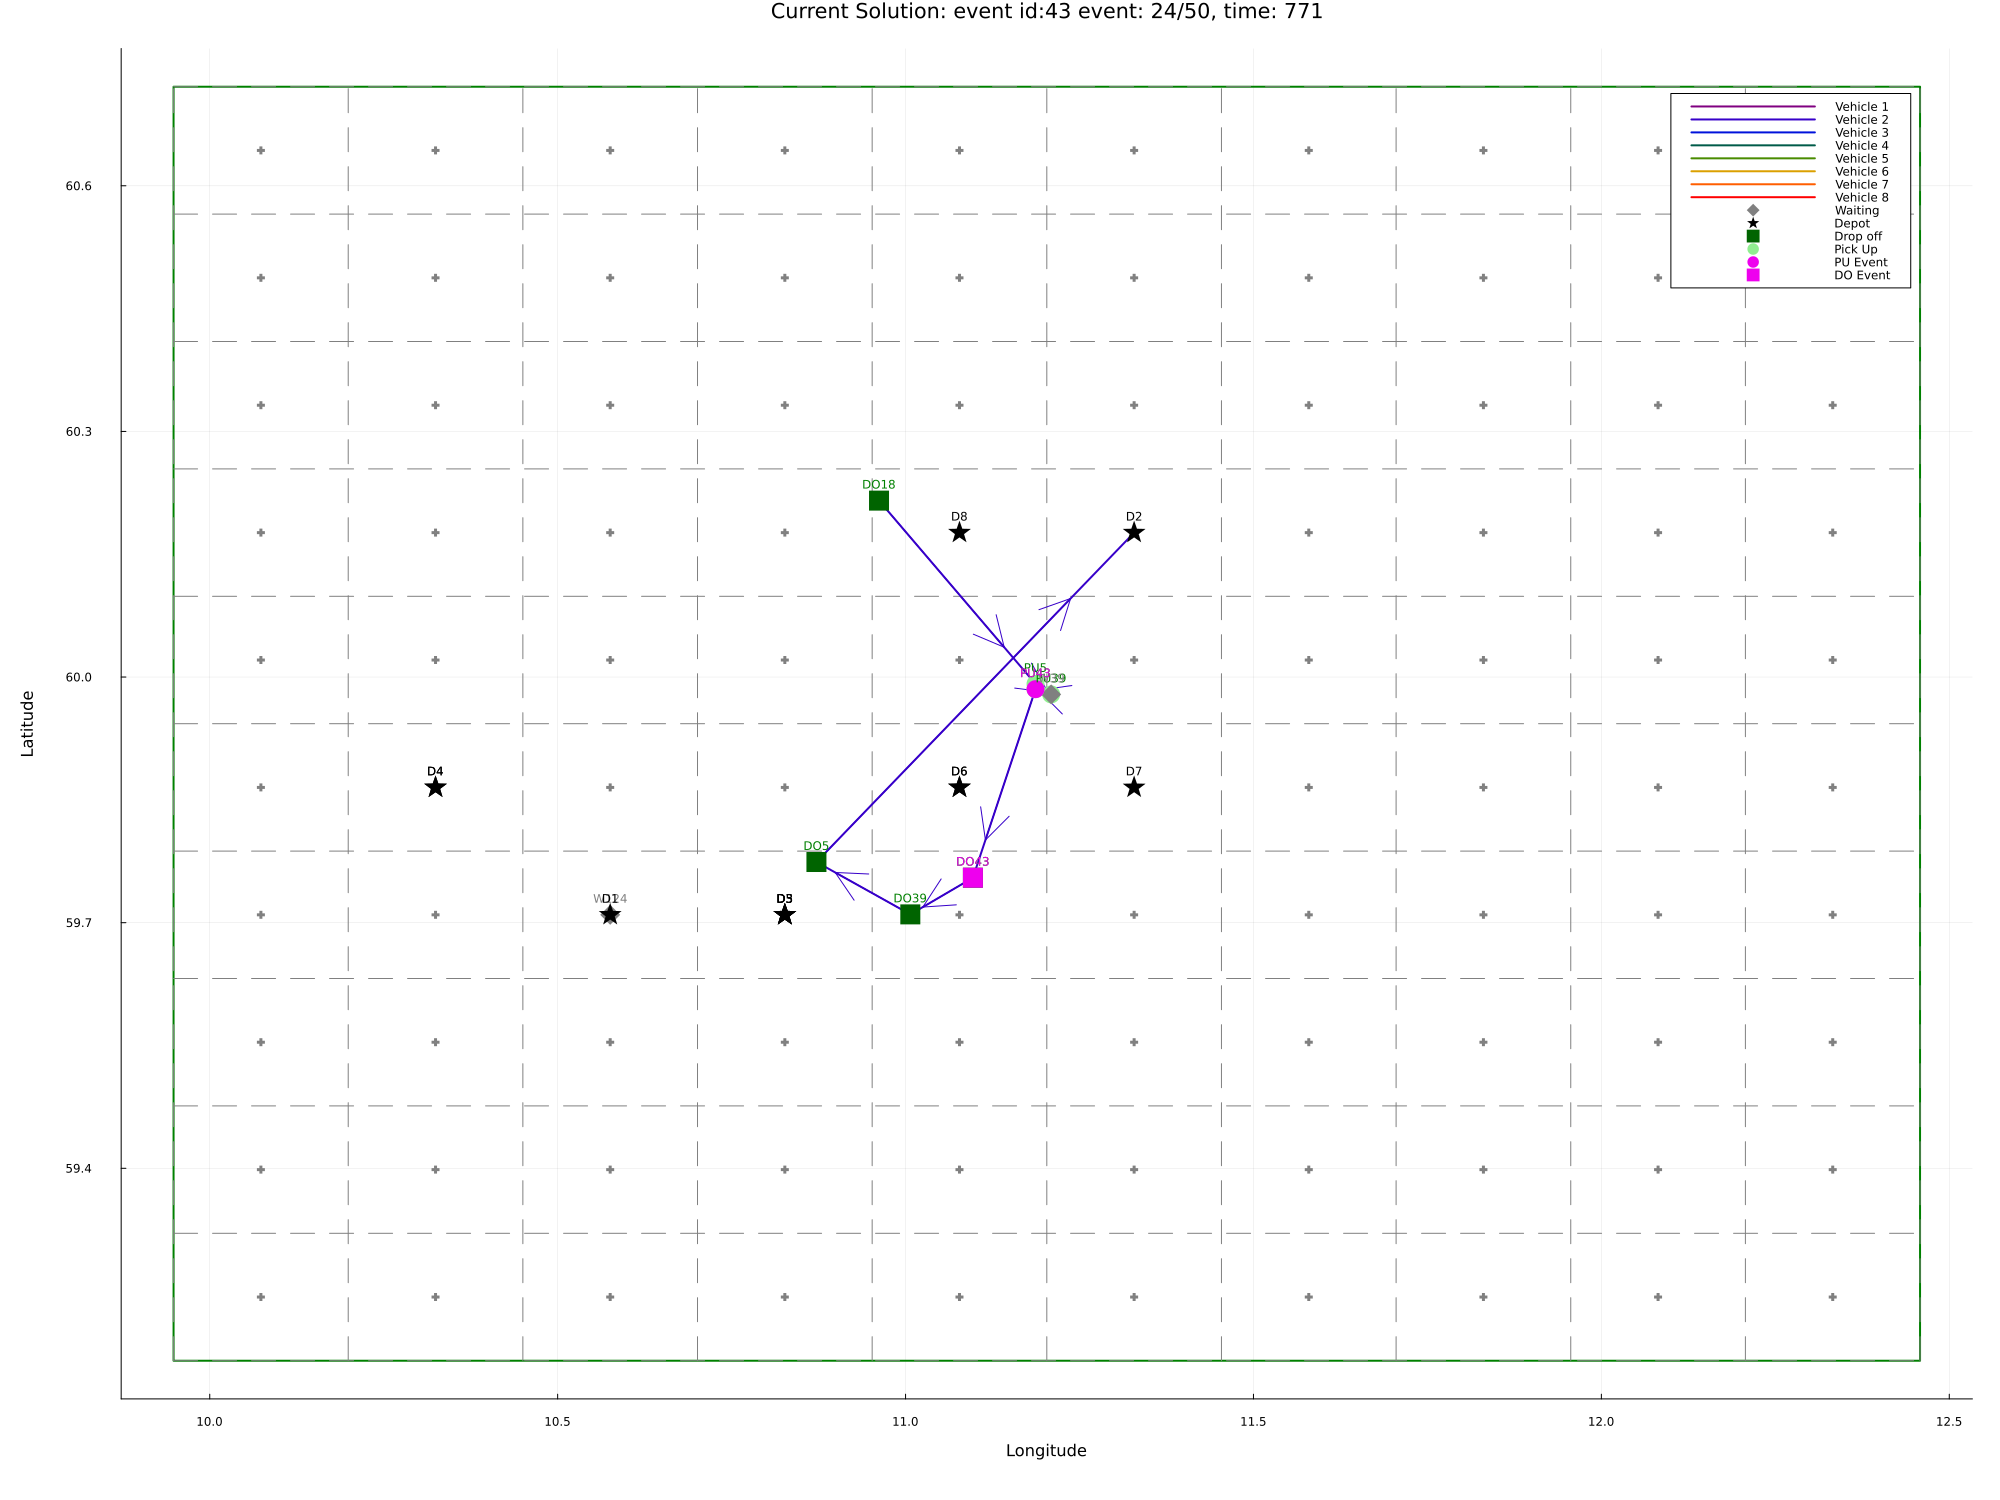 Current Solution: event id:43 event: 24/50, time: 771
Vehicle 1
Vehicle 2
Vehicle 3
Vehicle 4
Vehicle 5
Vehicle 6
Vehicle 7
Vehicle 8
Waiting
Depot
Drop off
Pick Up
PU Event
DO Event
60.6
60.3
60.0
59.7
59.4
Latitude
DO18
D8
D2
PU5
PU43
D4
D6
D7
DO5
DO43
DO39
D1
10.0
10.5
11.0
11.5
12.0
12.5
Longitude